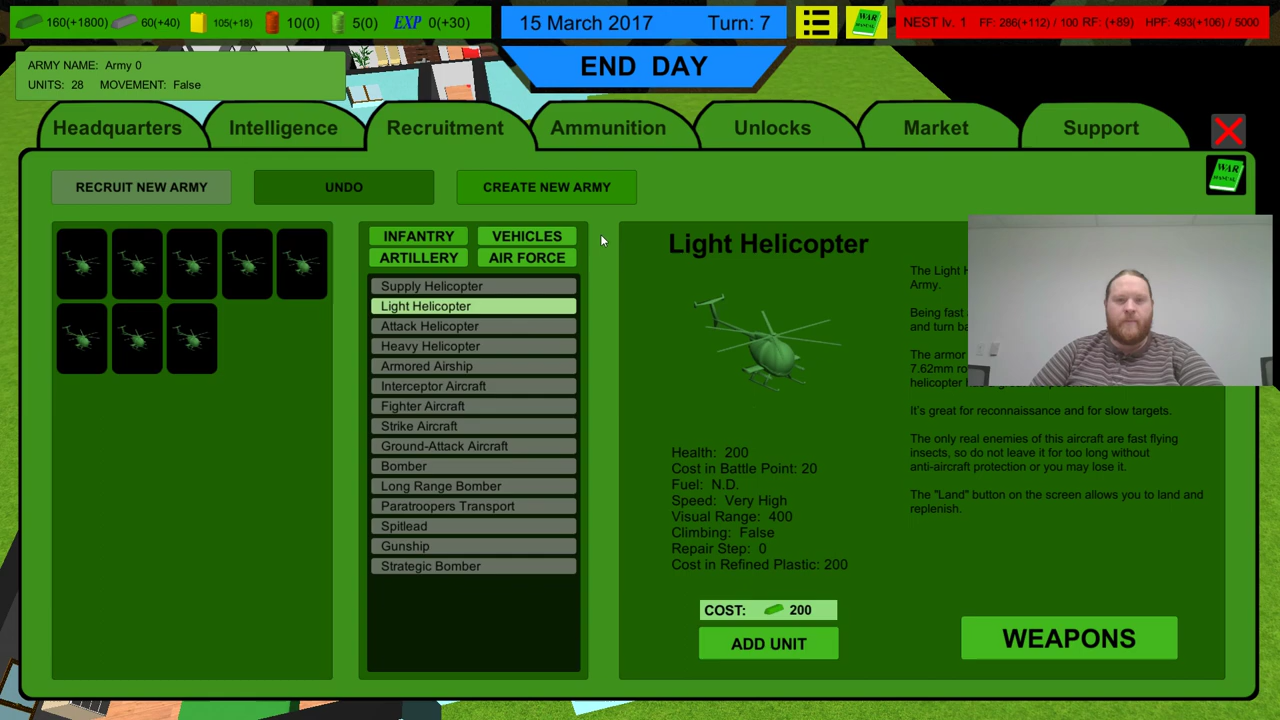 160(+1800) 60(+40) 105(+18) 10(0) 5(0) EXP 0(+30)
15 March 2017 Turn: 7
WAR MANUAL
NEST lv. 1 FF: 286(+112) / 100 RF: (+89) HPF: 493(+106) / 5000
END DAY
ARMY NAME: Army 0
UNITS: 28 MOVEMENT: False
Headquarters Intelligence Recruitment Ammunition Unlocks Market Support
WAR MANUAL
RECRUIT NEW ARMY UNDO CREATE NEW ARMY
INFANTRY VEHICLES
ARTILLERY AIR FORCE
Supply Helicopter
Light Helicopter
Attack Helicopter
Heavy Helicopter
Armored Airship
Interceptor Aircraft
Fighter Aircraft
Strike Aircraft
Ground-Attack Aircraft
Bomber
Long Range Bomber
Paratroopers Transport
Spitlead
Gunship
Strategic Bomber
Light Helicopter
Health: 200
Cost in Battle Point: 20
Fuel: N.D.
Speed: Very High
Visual Range: 400
Climbing: False
Repair Step: 0
Cost in Refined Plastic: 200
COST: 200
ADD UNIT
The Light
Army.
Being fast
and turn
The armor
7.62mm
helicopter
It's great for reconnaissance and for slow targets.
The only real enemies of this aircraft are fast flying
insects, so do not leave it for too long without
anti-aircraft protection or you may lose it.
The "Land" button on the screen allows you to land and
replenish.
WEAPONS